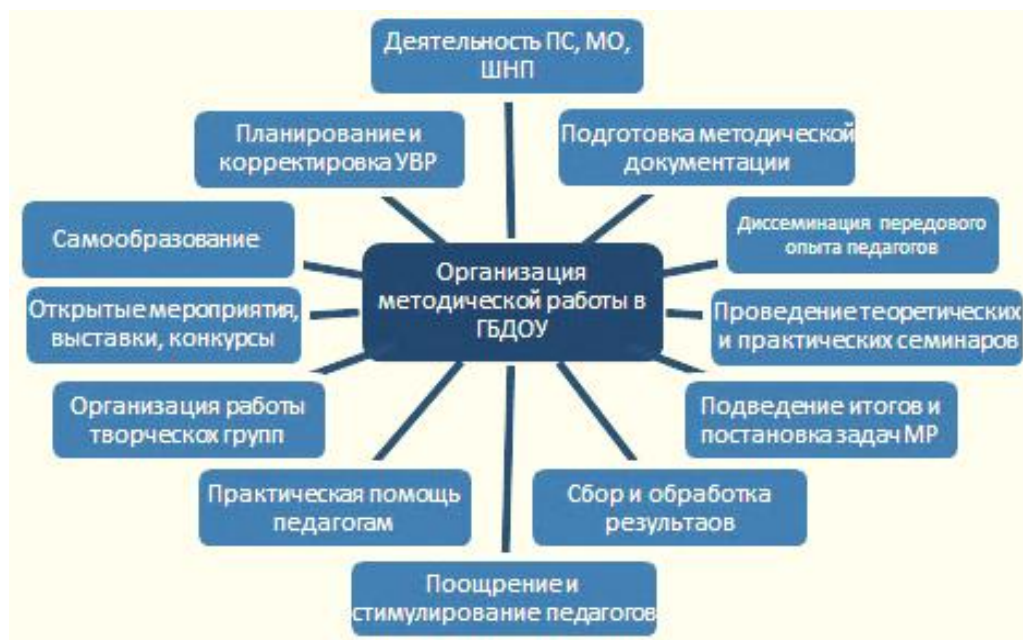 Деятельность ПС, МО,
ШНП
Планирование и
корректировка УВР
Подготовка методической
документации
Самообразование
Диссеминация передового
опыта педагогов
Организация
методической работы в
ГБДОУ
Открытые мероприятия,
выставки, конкурсы
Проведение теоретических
и практических семинаров
Организация работы
творческох групп
Подведение итогов и
постановка задач МР
Практическая помощь
педагогам
Сбор и обработка
результаов
Поощрение и
стимулирование педагогов